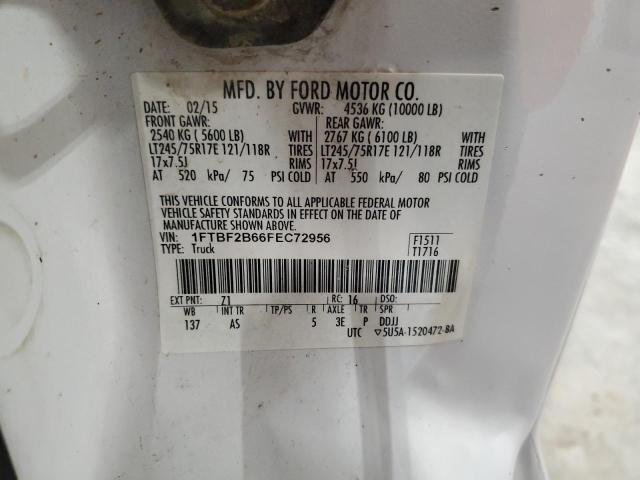 MFD. BY FORD MOTOR CO.
DATE: 02/15 GVWR: 4536 KG (10000 LB)
FRONT GAWR: REAR GAWR:
2540 KG ( 5600 LB) WITH 2767 KG ( 6100 LB) WITH
LT245/75R17E 121/118R TIRES LT245/75R17E 121/118R TIRES
17x7.5J RIMS 17x7.5J RIMS
AT 520 kPa/ 75 PSI COLD AT 550 kPa/ 80 PSI COLD
THIS VEHICLE CONFORMS TO ALL APPLICABLE FEDERAL MOTOR
VEHICLE SAFETY STANDARDS IN EFFECT ON THE DATE OF
MANUFACTURE SHOWN ABOVE.
VIN: 1FTBF2B66FEC72956 F1511
TYPE: Truck T1716
EXT PNT: Z1 RC: 16 DSO:
WB INT TR TP/PS R AXLE TR SPR
137 AS 5 3E P DDJJ
UTC ▽5U5A-1520472-BA